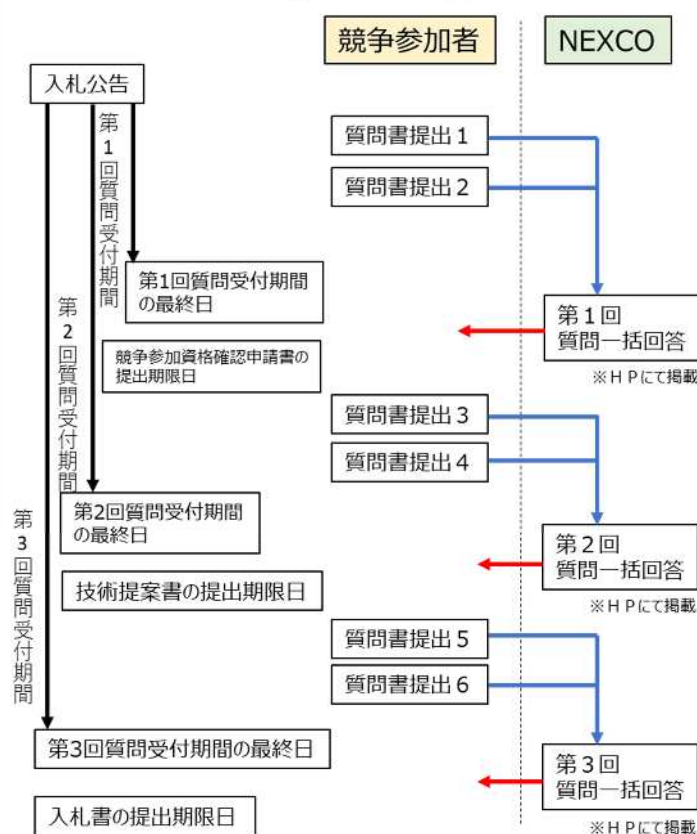 競争参加者
NEXCO
入札公告
第1回質問受付期間
第2回質問受付期間
第3回質問受付期間
質問書提出1
質問書提出2
第1回質問受付期間
の最終日
第1回
質問一括回答
※HPにて掲載
競争参加資格確認申請書の
提出期限日
質問書提出3
質問書提出4
第2回質問受付期間
の最終日
第2回
質問一括回答
※HPにて掲載
技術提案書の提出期限日
質問書提出5
質問書提出6
第3回質問受付期間の最終日
第3回
質問一括回答
※HPにて掲載
入札書の提出期限日